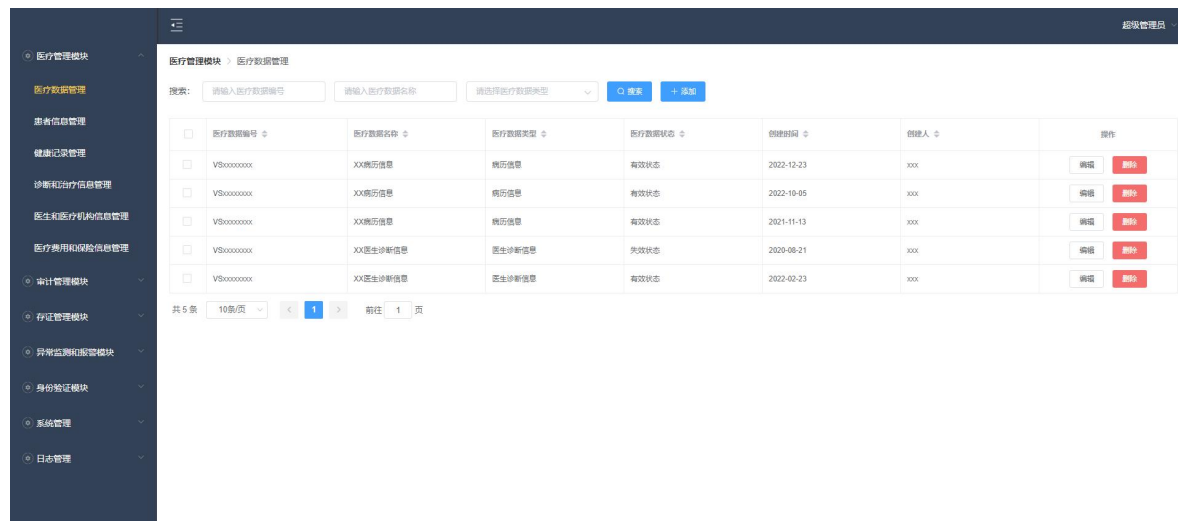 超级管理员
医疗管理模块
医疗数据管理
患者信息管理
健康记录管理
诊断和治疗信息管理
医生和医疗机构信息管理
医疗费用和保险信息管理
审计管理模块
存证管理模块
异常监测和报警模块
身份验证模块
系统管理
日志管理
医疗管理模块 > 医疗数据管理
搜索: 请输入医疗数据编号 请输入医疗数据名称 请选择医疗数据类型 搜索 + 添加
医疗数据编号 医疗数据名称 医疗数据类型 医疗数据状态 创建时间 创建人 操作
VSxxxxxxxx XX病历信息 病历信息 有效状态 2022-12-23 xxx 编辑 删除
VSxxxxxxxx XX病历信息 病历信息 有效状态 2022-10-05 xxx 编辑 删除
VSxxxxxxxx XX病历信息 病历信息 有效状态 2021-11-13 xxx 编辑 删除
VSxxxxxxxx XX医生诊断信息 医生诊断信息 失效状态 2020-08-21 xxx 编辑 删除
VSxxxxxxxx XX医生诊断信息 医生诊断信息 有效状态 2022-02-23 xxx 编辑 删除
共 5 条 10条/页 < 1 > 前往 1 页